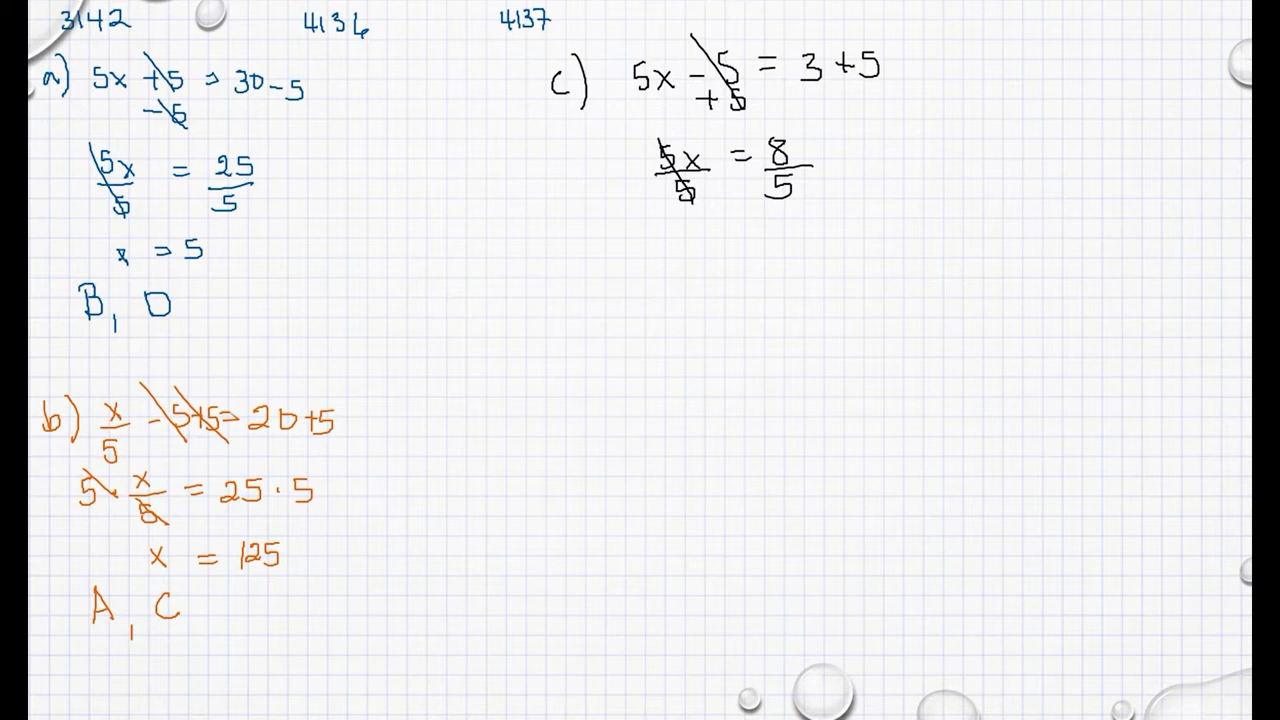 3142 4136 4137
a) 5x + 5 = 30 - 5
- 5
5x/5 = 25/5
x = 5
B, D
b) x/5 - 5 + 5 = 20 + 5
5 · x/5 = 25 · 5
x = 125
A, C
c) 5x - 5 = 3 + 5
+ 5
5x/5 = 8/5